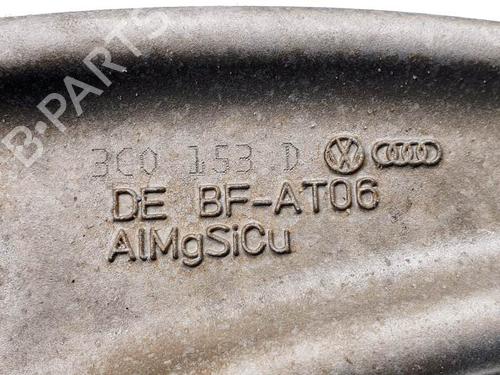 B-PARTS
3C0 153 D
DE BF-AT06
AlMgSiCu